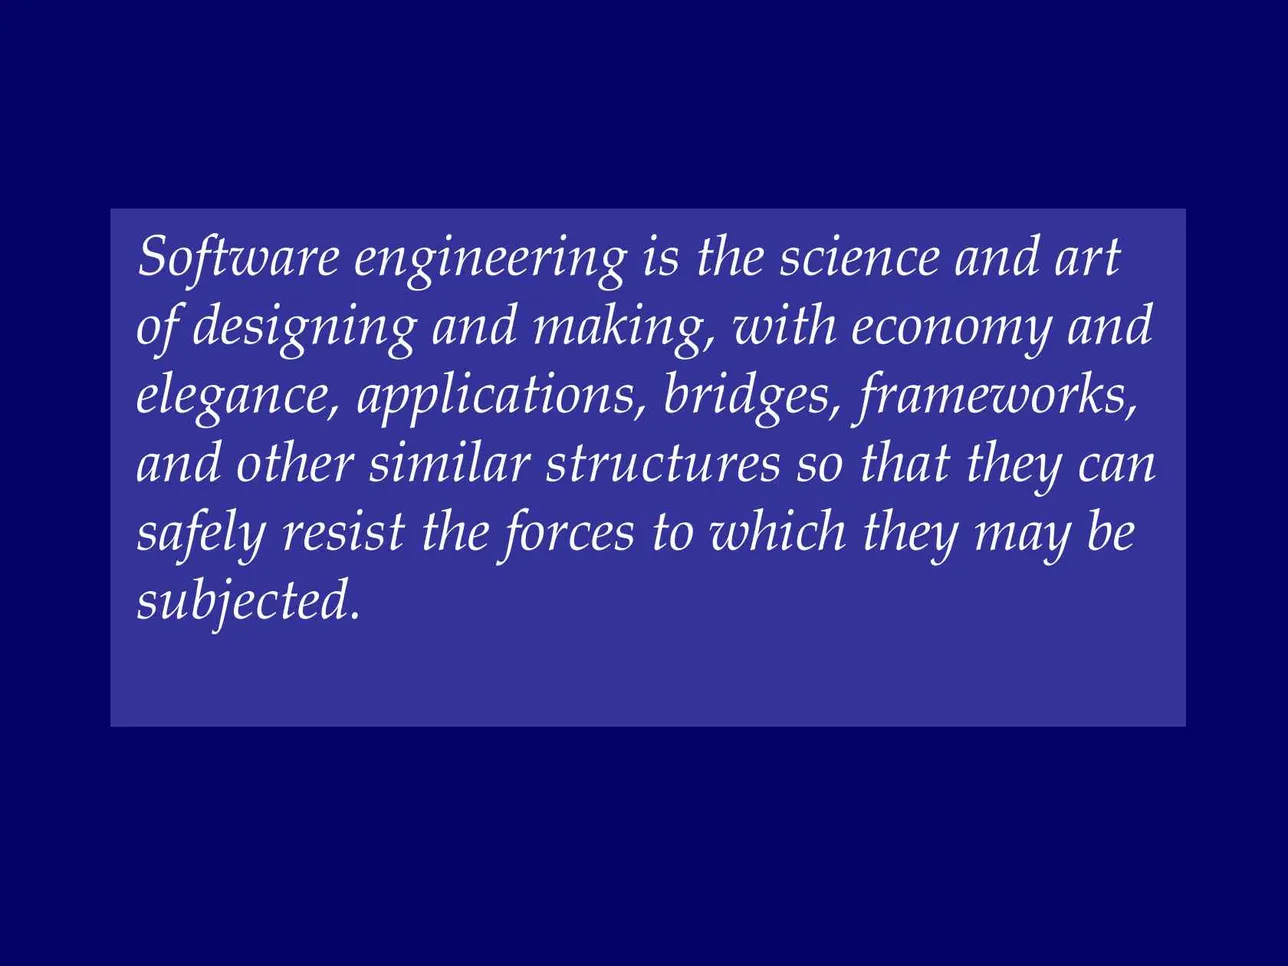 Software engineering is the science and art
of designing and making, with economy and
elegance, applications, bridges, frameworks,
and other similar structures so that they can
safely resist the forces to which they may be
subjected.